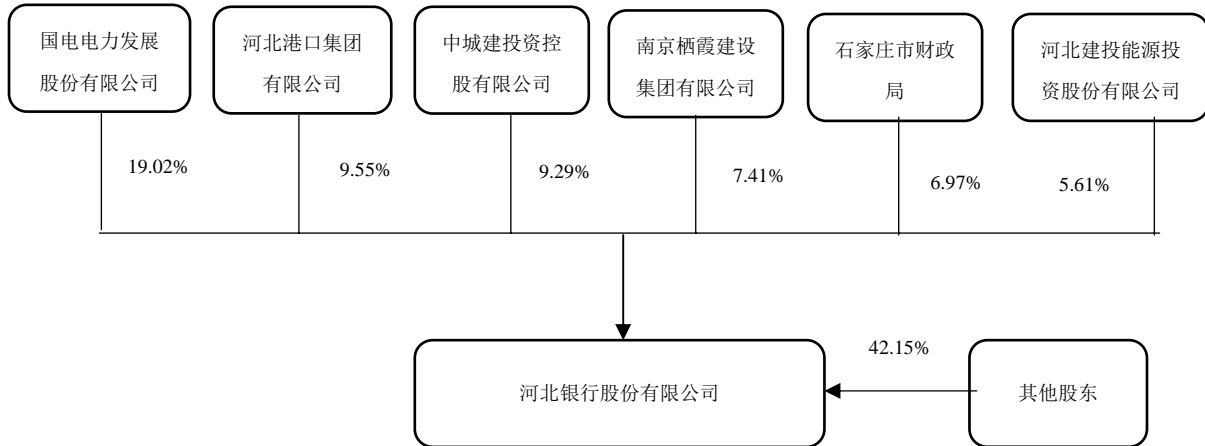 国电电力发展
股份有限公司
河北港口集团
有限公司
中城建投资控
股有限公司
南京栖霞建设
集团有限公司
石家庄市财政
局
河北建投能源投
资股份有限公司
19.02%
9.55%
9.29%
7.41%
6.97%
5.61%
42.15%
河北银行股份有限公司
其他股东